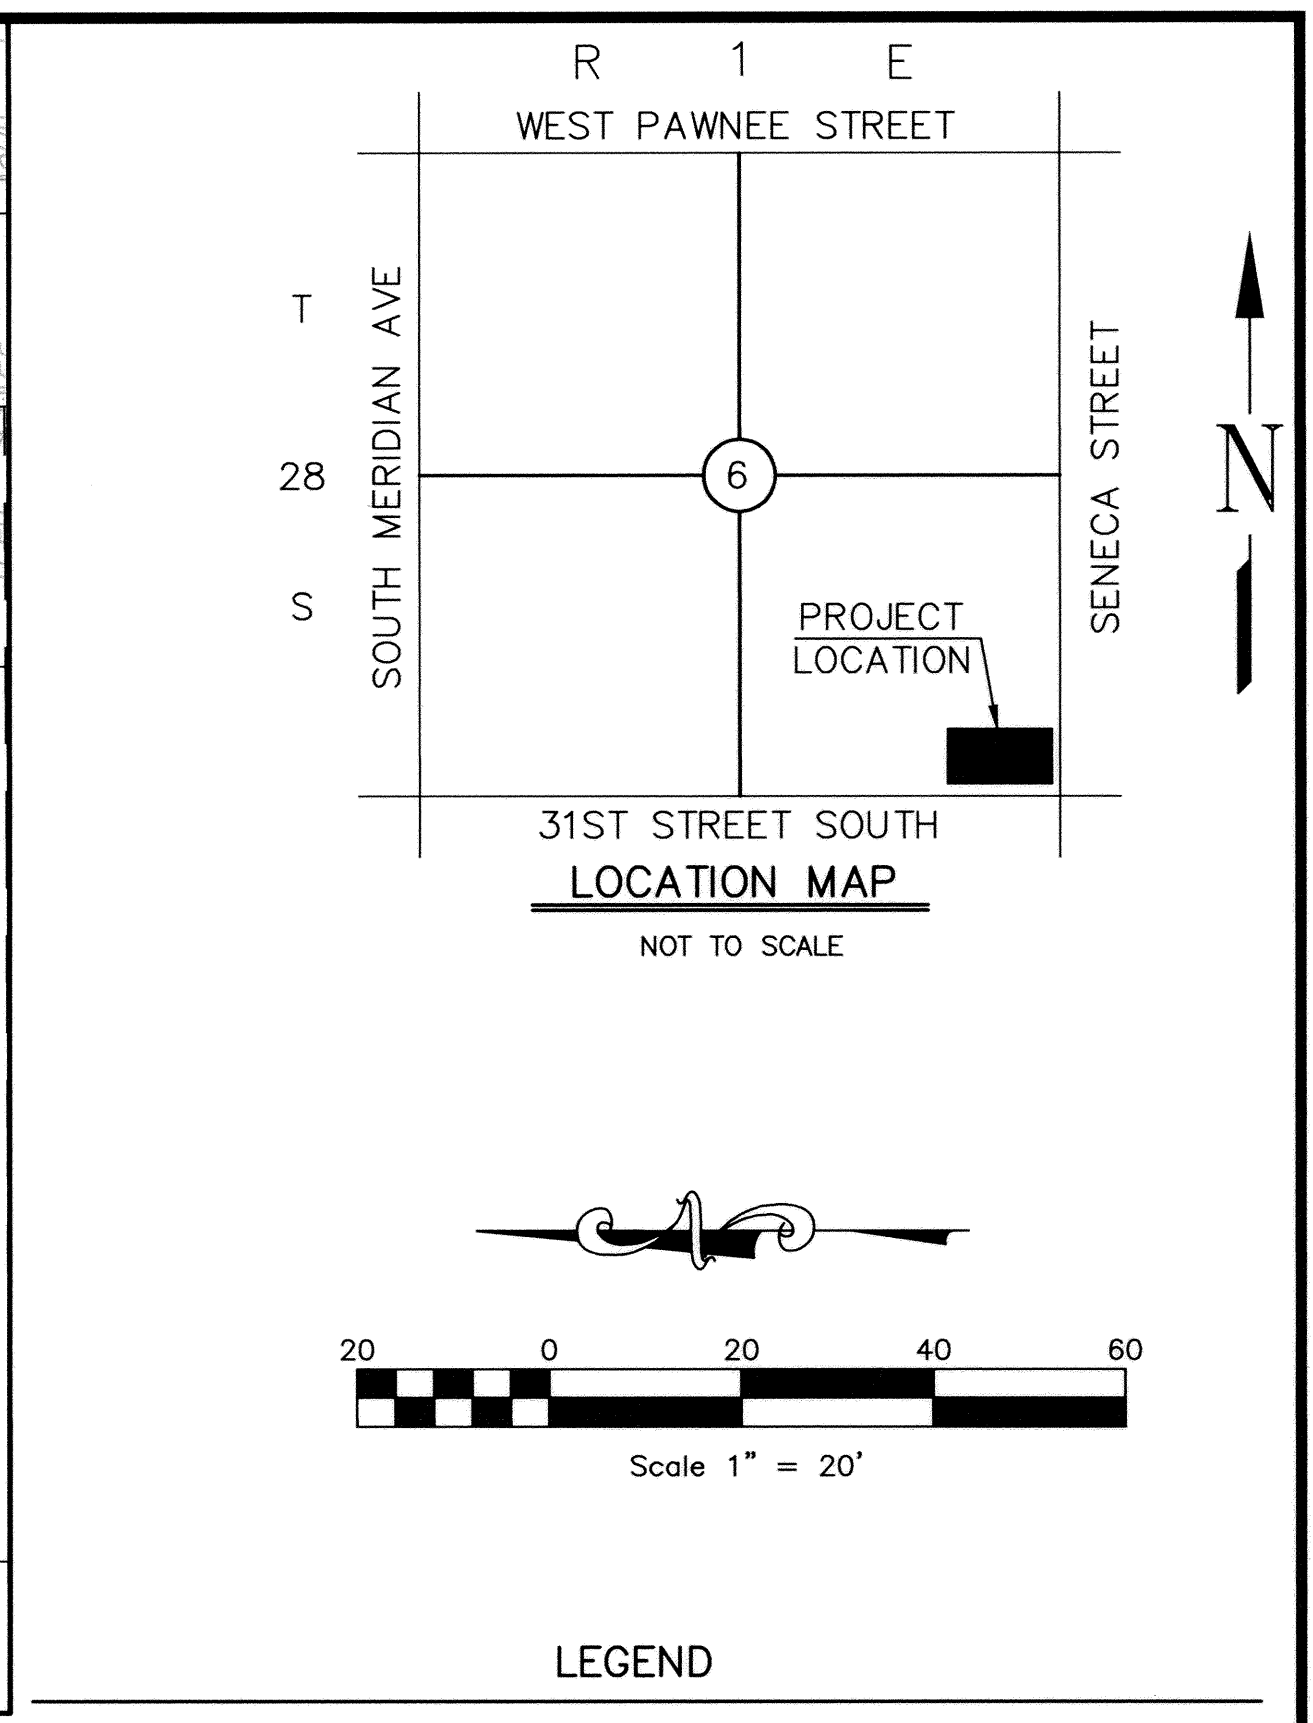 R 1 E
WEST PAWNEE STREET
T
28
S
SOUTH MERIDIAN AVE
6
SENECA STREET
N
PROJECT
LOCATION
31ST STREET SOUTH
LOCATION MAP
NOT TO SCALE
N
20 0 20 40 60
Scale 1" = 20'
LEGEND